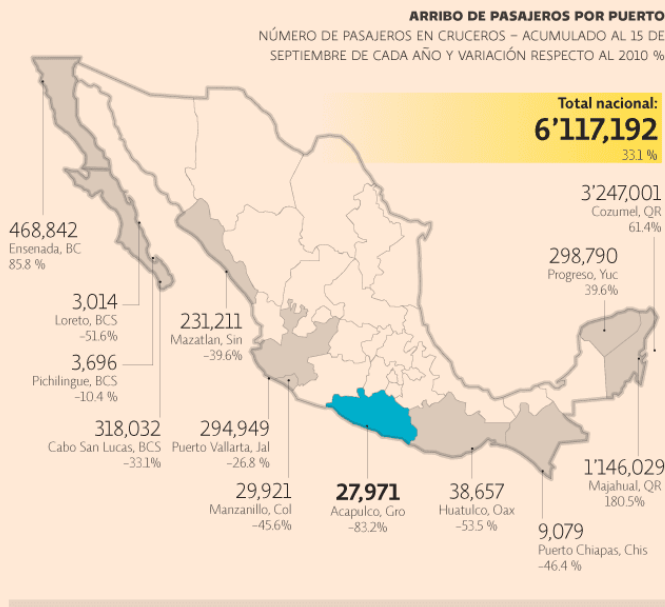 ARRIBO DE PASAJEROS POR PUERTO
NÚMERO DE PASAJEROS EN CRUCEROS – ACUMULADO AL 15 DE
SEPTIEMBRE DE CADA AÑO Y VARIACIÓN RESPECTO AL 2010 %
Total nacional:
6’117,192
33.1 %
3’247,001
Cozumel, QR
61.4%
298,790
Progreso, Yuc
39.6%
468,842
Ensenada, BC
85.8 %
3,014
Loreto, BCS
–51.6%
231,211
Mazatlan, Sin
–39.6%
3,696
Pichilingue, BCS
–10.4 %
318,032
Cabo San Lucas, BCS
–33.1%
294,949
Puerto Vallarta, Jal
–26.8 %
29,921
Manzanillo, Col
–45.6%
27,971
Acapulco, Gro
–83.2%
38,657
Huatulco, Oax
–53.5 %
1’146,029
Majahual, QR
180.5%
9,079
Puerto Chiapas, Chis
–46.4 %